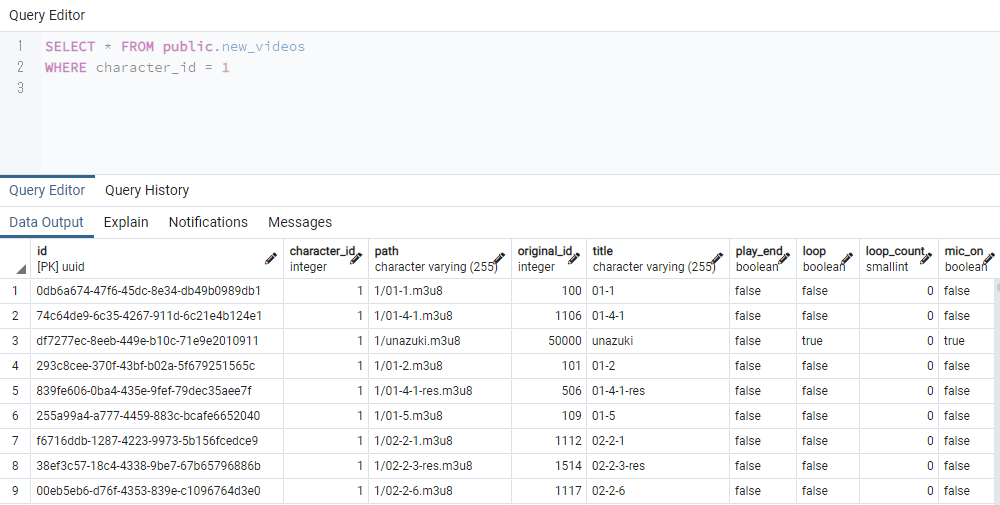 Query Editor
1 SELECT * FROM public.new_videos
2 WHERE character_id = 1
3
Query Editor Query History
Data Output Explain Notifications Messages
id character_id path original_id title play_end loop loop_count mic_on
[PK] uuid integer character varying (255) integer character varying (255) boolean boolean smallint boolean
1 0db6a674-47f6-45dc-8e34-db49b0989db1 1 1/01-1.m3u8 100 01-1 false false 0 false
2 74c64de9-6c35-4267-911d-6c21e4b124e1 1 1/01-4-1.m3u8 1106 01-4-1 false false 0 false
3 df7277ec-8eeb-449e-b10c-71e9e2010911 1 1/unazuki.m3u8 50000 unazuki false true 0 true
4 293c8cee-370f-43bf-b02a-5f679251565c 1 1/01-2.m3u8 101 01-2 false false 0 false
5 839fe606-0ba4-435e-9fef-79dec35aee7f 1 1/01-4-1-res.m3u8 506 01-4-1-res false false 0 false
6 255a99a4-a777-4459-883c-bcafe6652040 1 1/01-5.m3u8 109 01-5 false false 0 false
7 f6716ddb-1287-4223-9973-5b156fcedce9 1 1/02-2-1.m3u8 1112 02-2-1 false false 0 false
8 38ef3c57-18c4-4338-9be7-67b65796886b 1 1/02-2-3-res.m3u8 1514 02-2-3-res false false 0 false
9 00eb5eb6-d76f-4353-839e-c1096764d3e0 1 1/02-2-6.m3u8 1117 02-2-6 false false 0 false